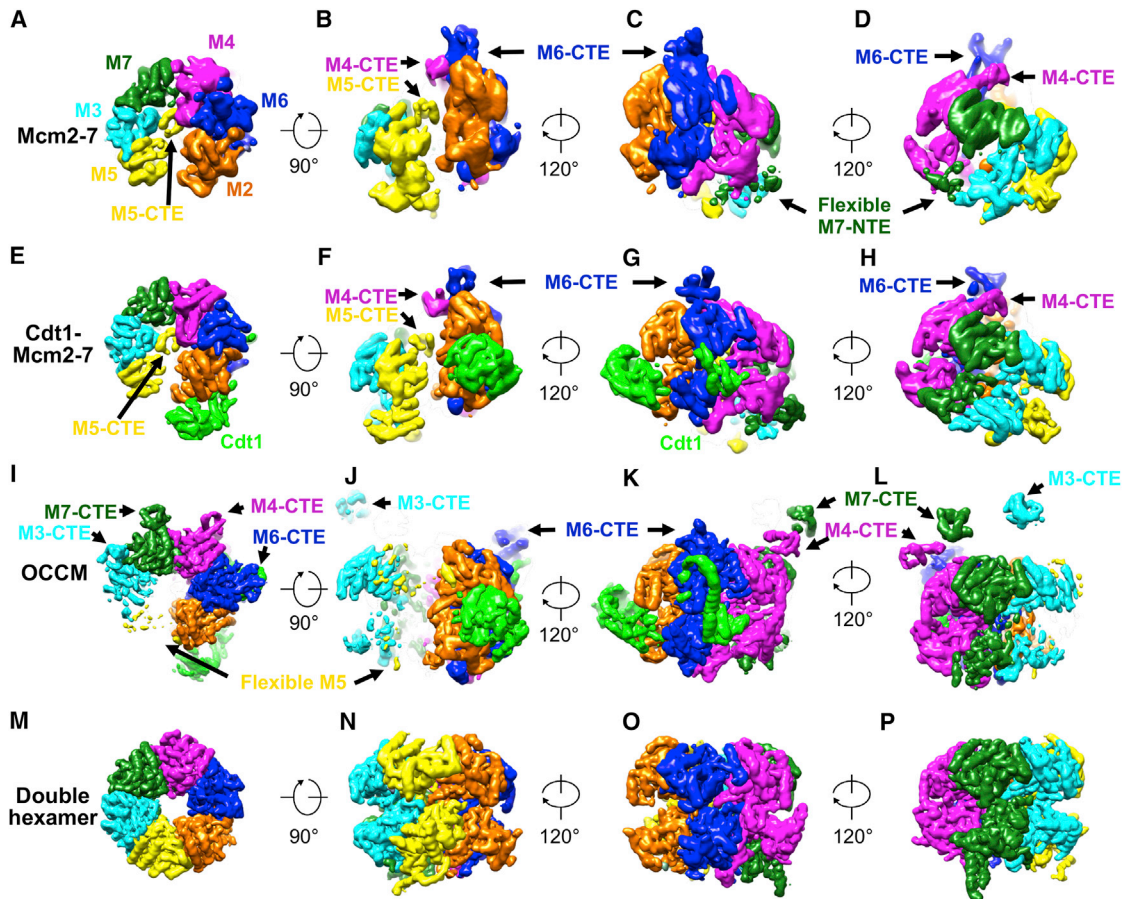 A
B
C
D
M4
M7
M4-CTE
M6-CTE
M6-CTE
M5-CTE
M4-CTE
M3
M6
Mcm2-7
90°
120°
120°
M5
M2
M5-CTE
Flexible
M7-NTE
E
F
G
H
M4-CTE
M6-CTE
M6-CTE
M5-CTE
M4-CTE
Cdt1-
Mcm2-7
90°
120°
120°
M5-CTE
Cdt1
Cdt1
I
J
K
L
M7-CTE
M4-CTE
M3-CTE
M7-CTE
M3-CTE
M3-CTE
M6-CTE
M6-CTE
M4-CTE
OCCM
90°
120°
120°
Flexible M5
M
N
O
P
Double
hexamer
90°
120°
120°